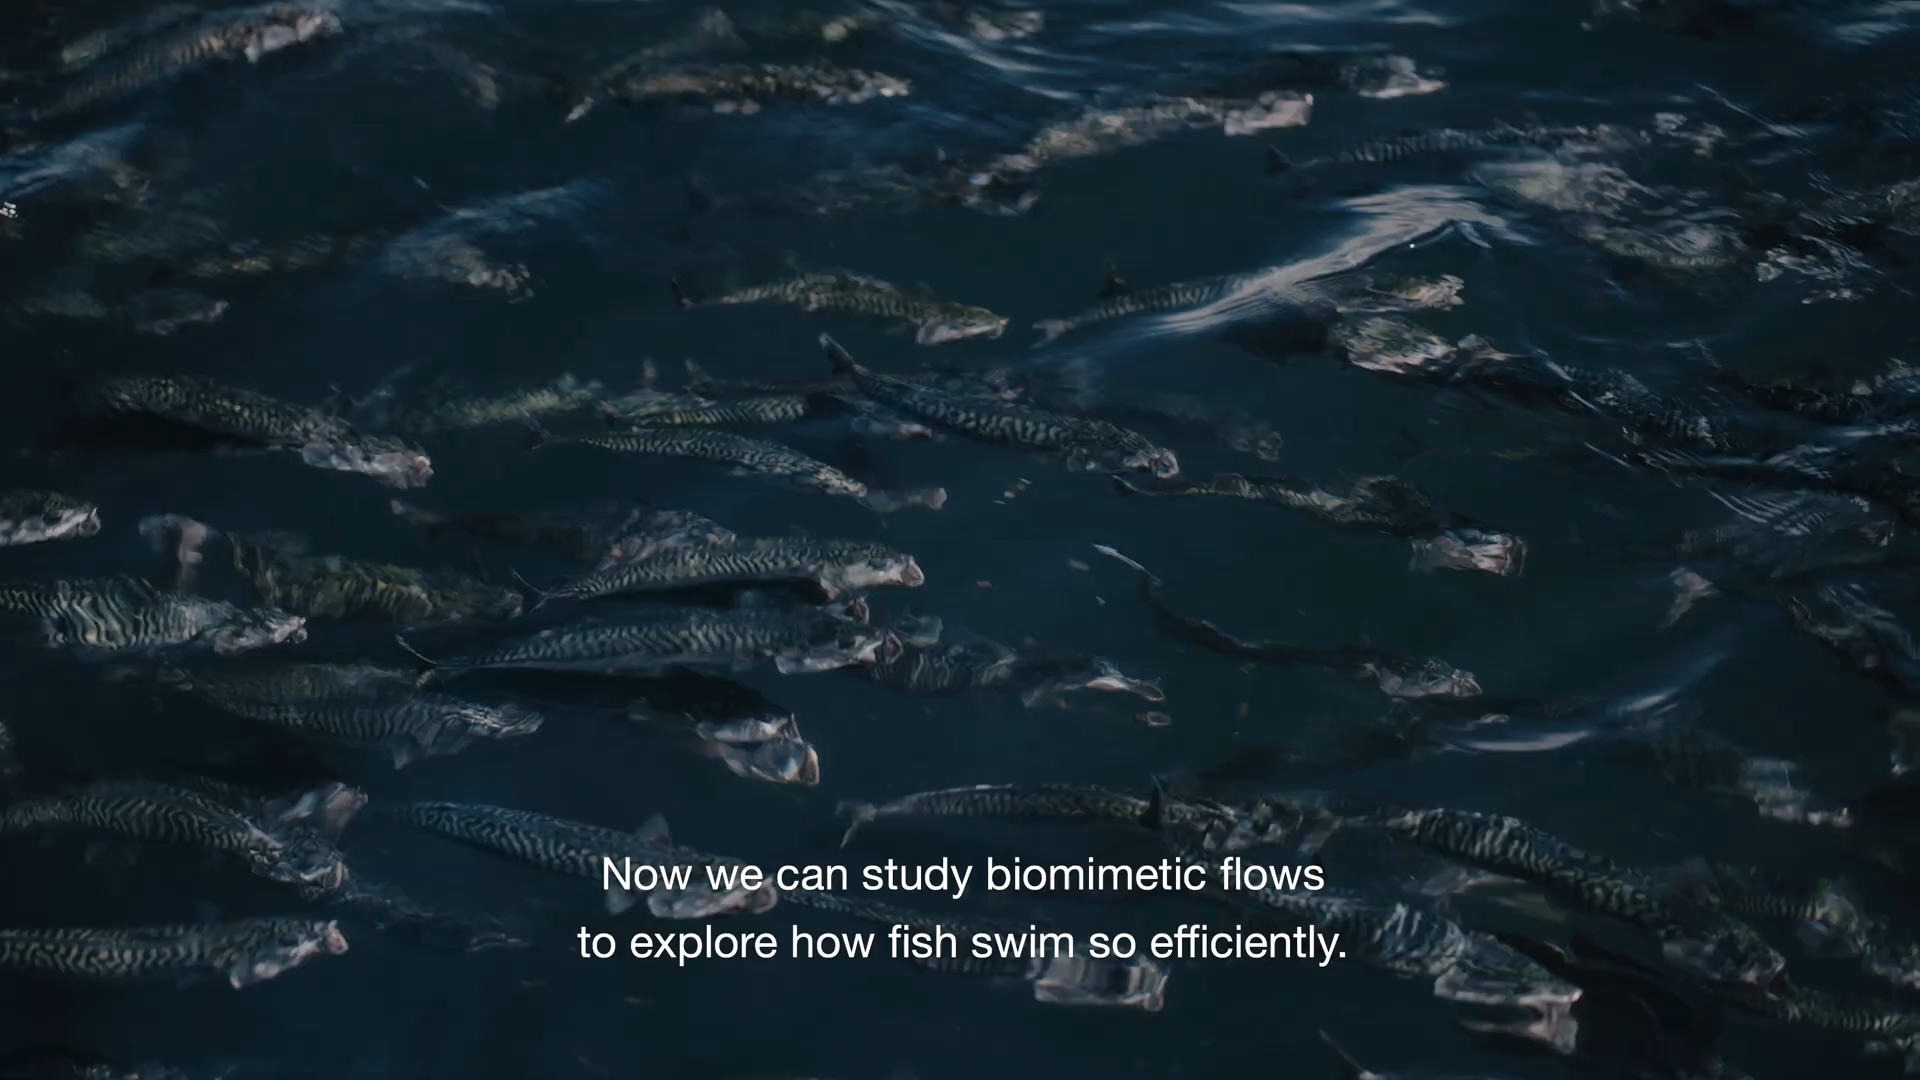 Now we can study biomimetic flows
to explore how fish swim so efficiently.